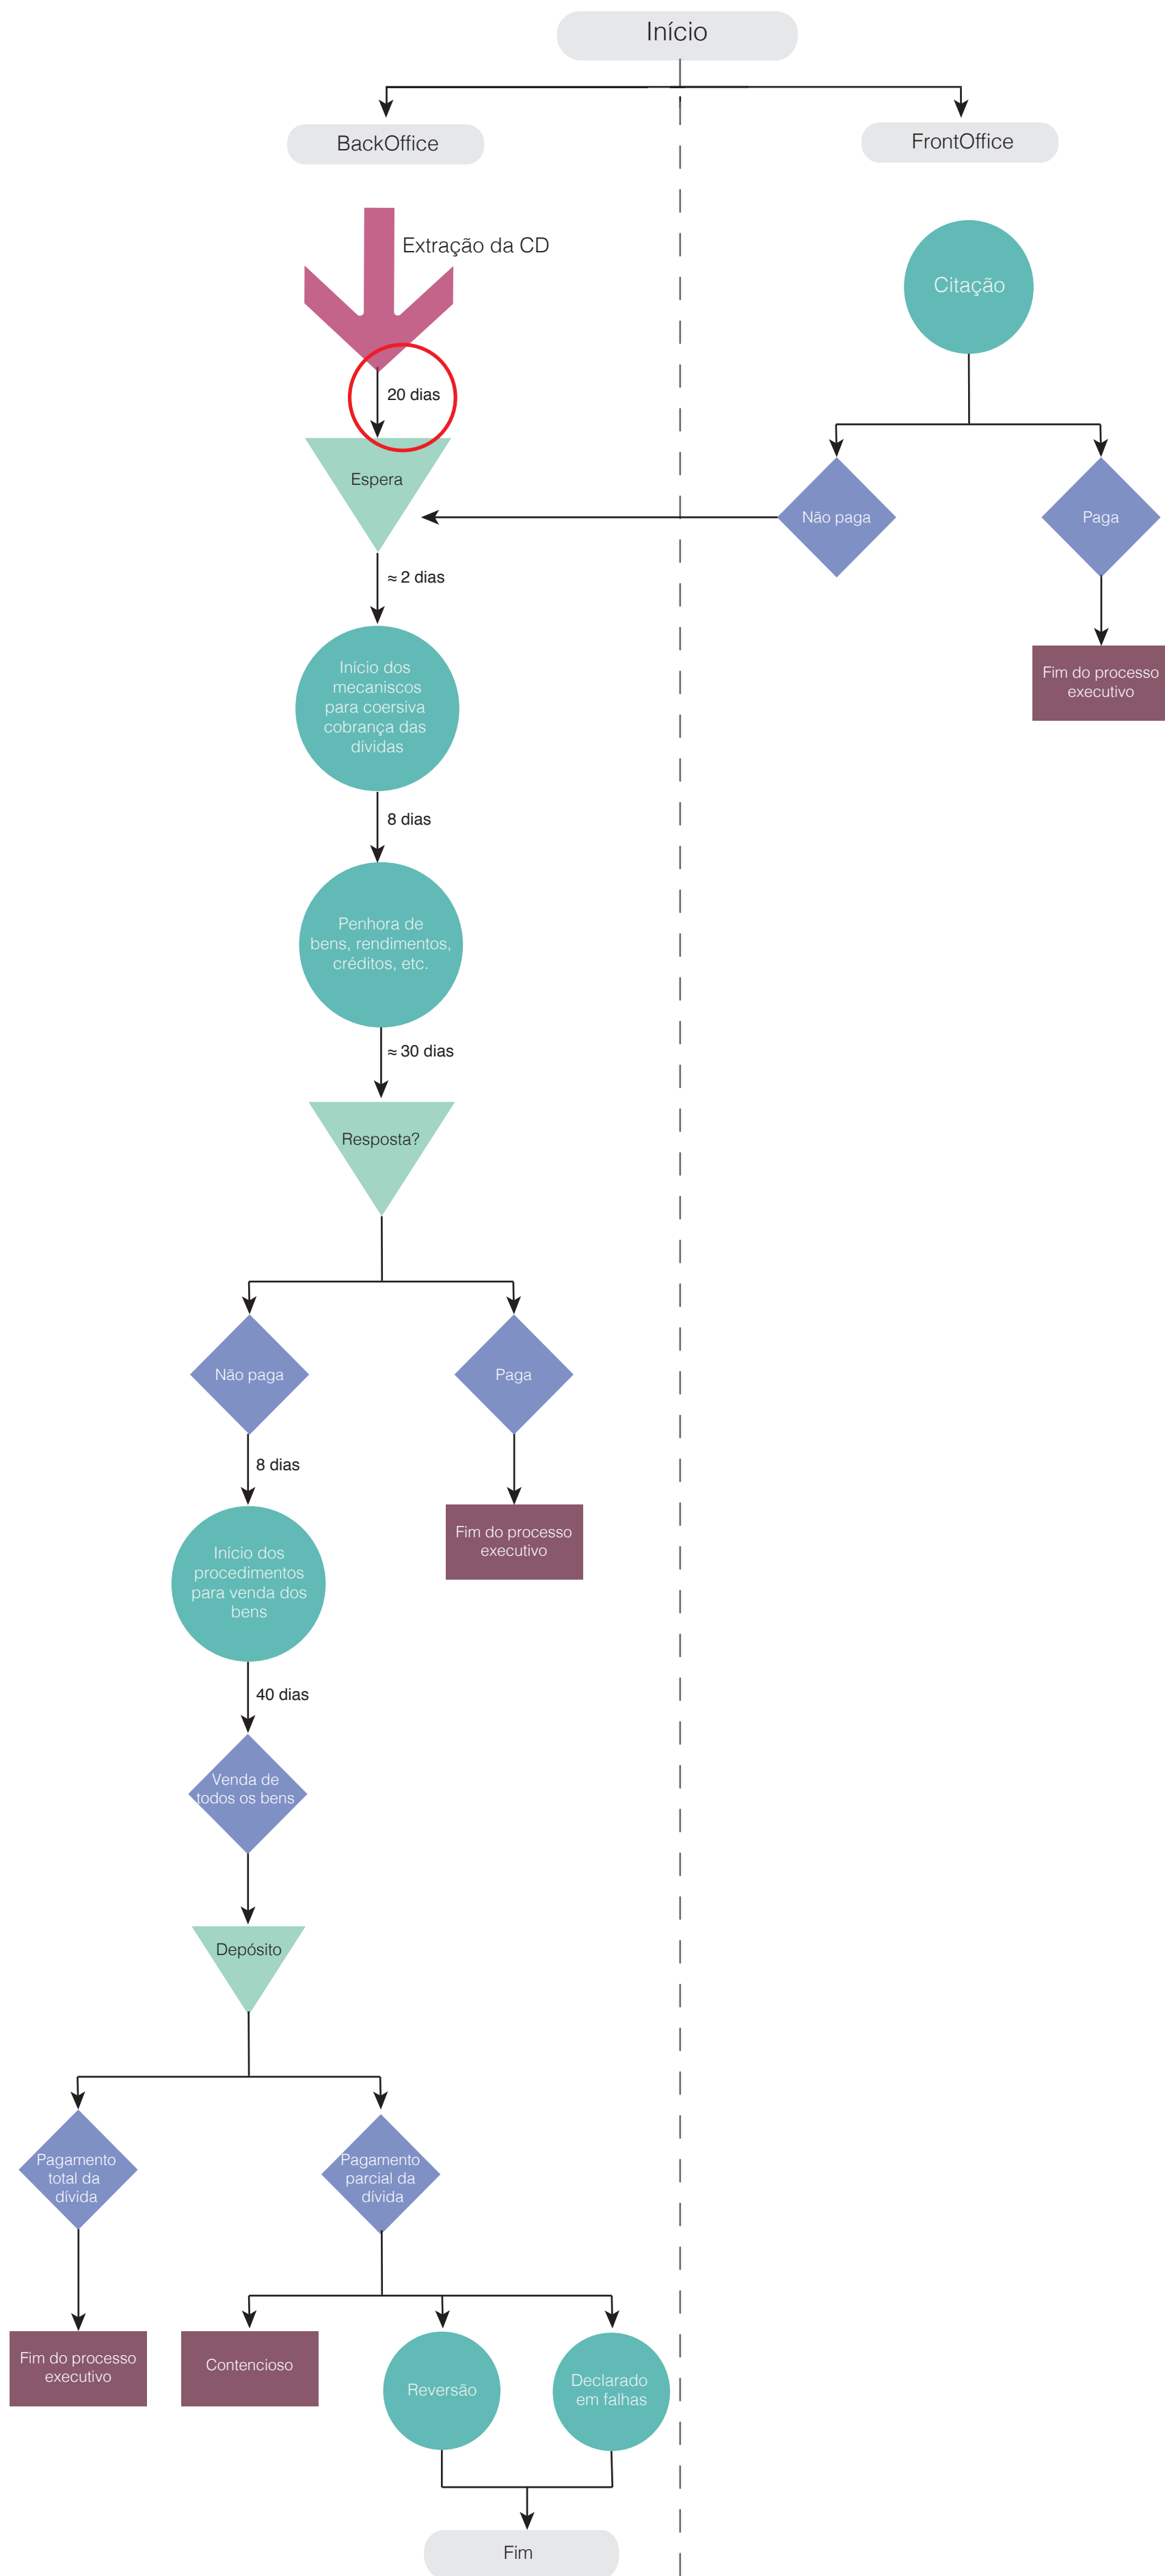 Início
BackOffice
FrontOffice
Extração da CD
Citação
20 dias
Espera
Não paga
Paga
≈ 2 dias
Fim do processo
executivo
Início dos
mecaniscos
para coersiva
cobrança das
dívidas
8 dias
Penhora de
bens, rendimentos,
créditos, etc.
≈ 30 dias
Resposta?
Não paga
Paga
8 dias
Fim do processo
executivo
Início dos
procedimentos
para venda dos
bens
40 dias
Venda de
todos os bens
Depósito
Pagamento
total da
dívida
Pagamento
parcial da
dívida
Fim do processo
executivo
Contencioso
Reversão
Declarado
em falhas
Fim